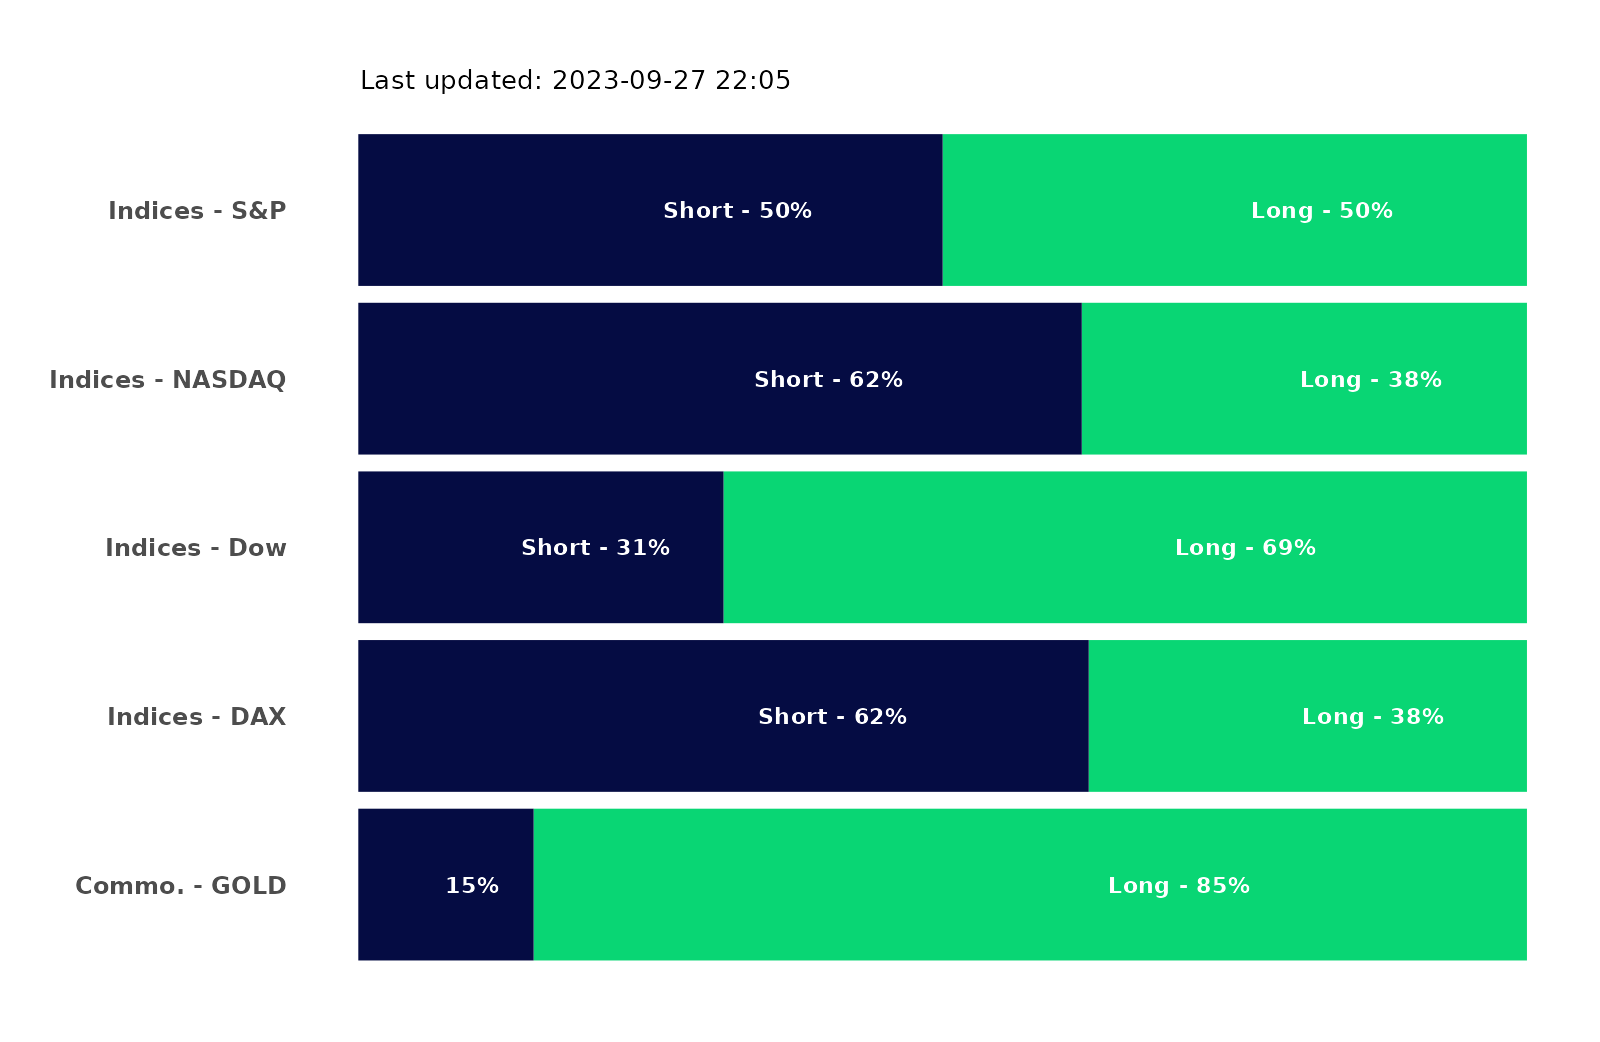 Last updated: 2023-09-27 22:05
Indices - S&P Short - 50% Long - 50%
Indices - NASDAQ Short - 62% Long - 38%
Indices - Dow Short - 31% Long - 69%
Indices - DAX Short - 62% Long - 38%
Commo. - GOLD 15% Long - 85%